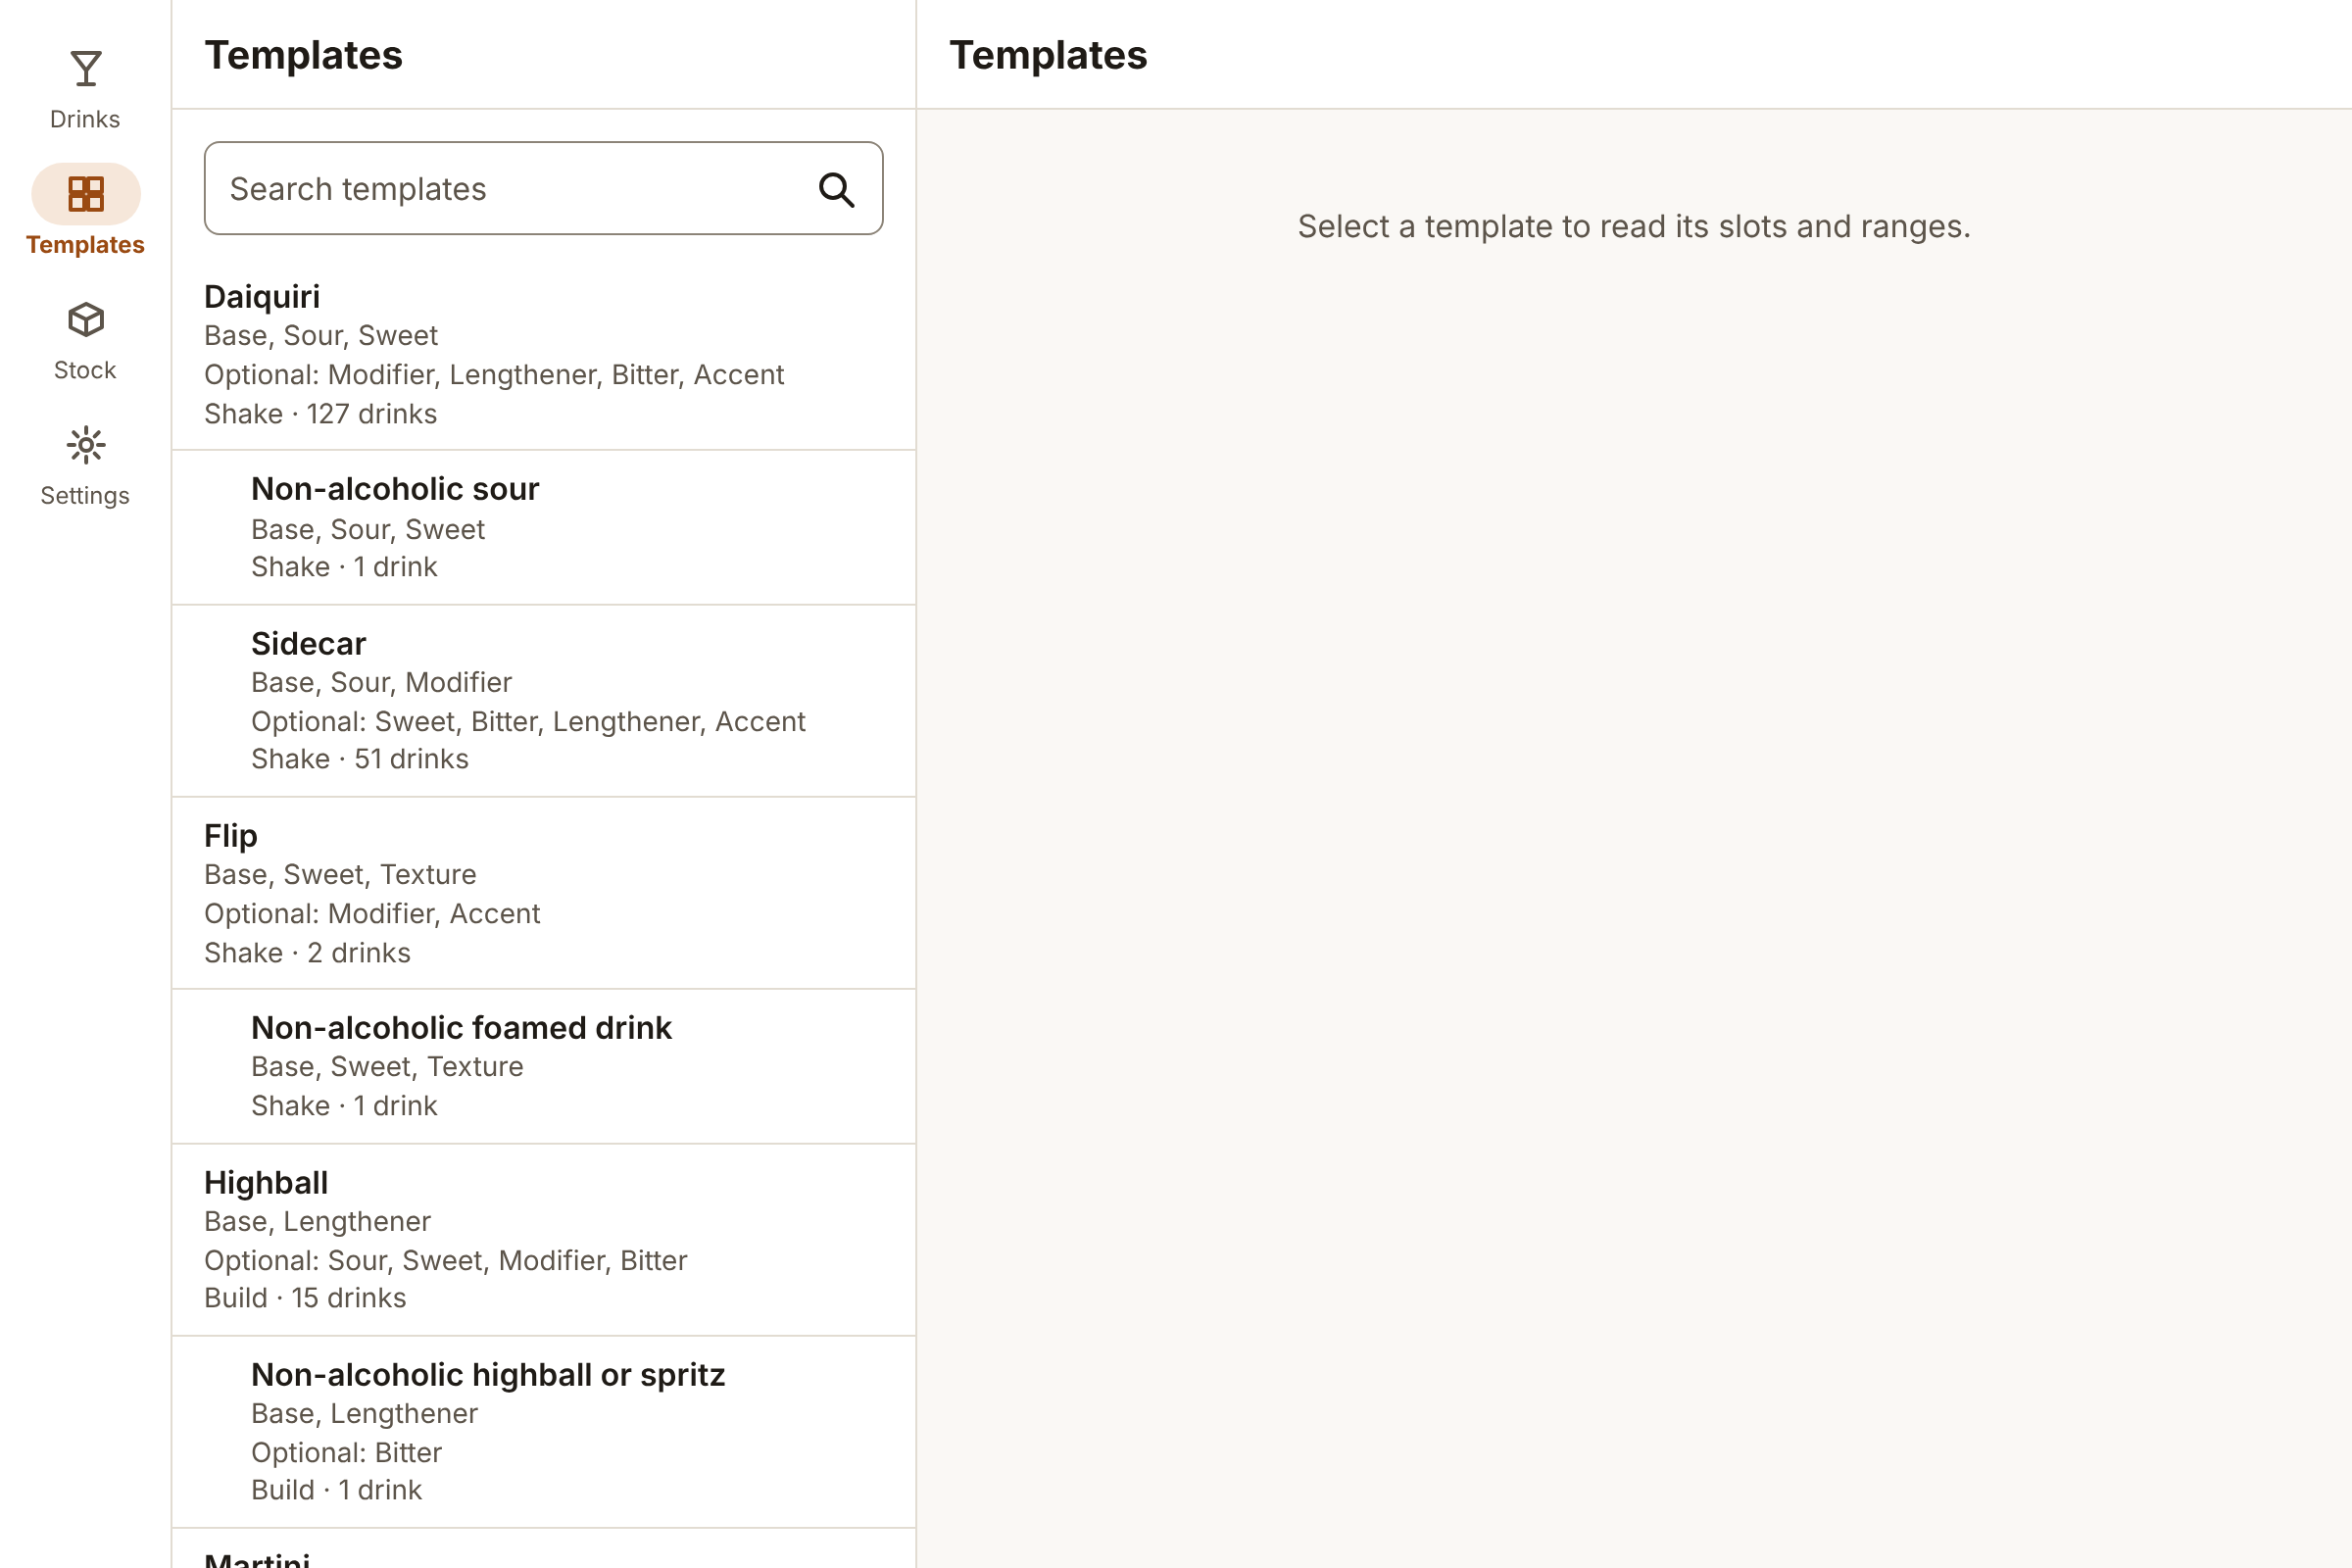 Drinks
Templates
Stock
Settings
Templates
Search templates
Daiquiri
Base, Sour, Sweet
Optional: Modifier, Lengthener, Bitter, Accent
Shake · 127 drinks
Non-alcoholic sour
Base, Sour, Sweet
Shake · 1 drink
Sidecar
Base, Sour, Modifier
Optional: Sweet, Bitter, Lengthener, Accent
Shake · 51 drinks
Flip
Base, Sweet, Texture
Optional: Modifier, Accent
Shake · 2 drinks
Non-alcoholic foamed drink
Base, Sweet, Texture
Shake · 1 drink
Highball
Base, Lengthener
Optional: Sour, Sweet, Modifier, Bitter
Build · 15 drinks
Non-alcoholic highball or spritz
Base, Lengthener
Optional: Bitter
Build · 1 drink
Martini
Templates
Select a template to read its slots and ranges.